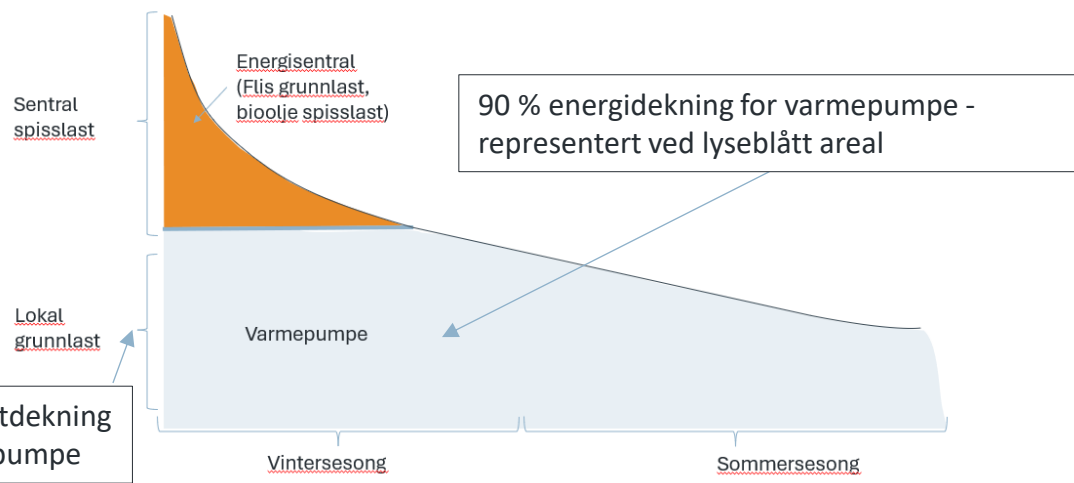 Sentral
spisslast
Energisentral
(Flis grunnlast,
bioolje spisslast)
90 % energidekning for varmepumpe -
representert ved lyseblått areal
Lokal
grunnlast
Varmepumpe
tdekning
pumpe
Vintersesong
Sommersesong